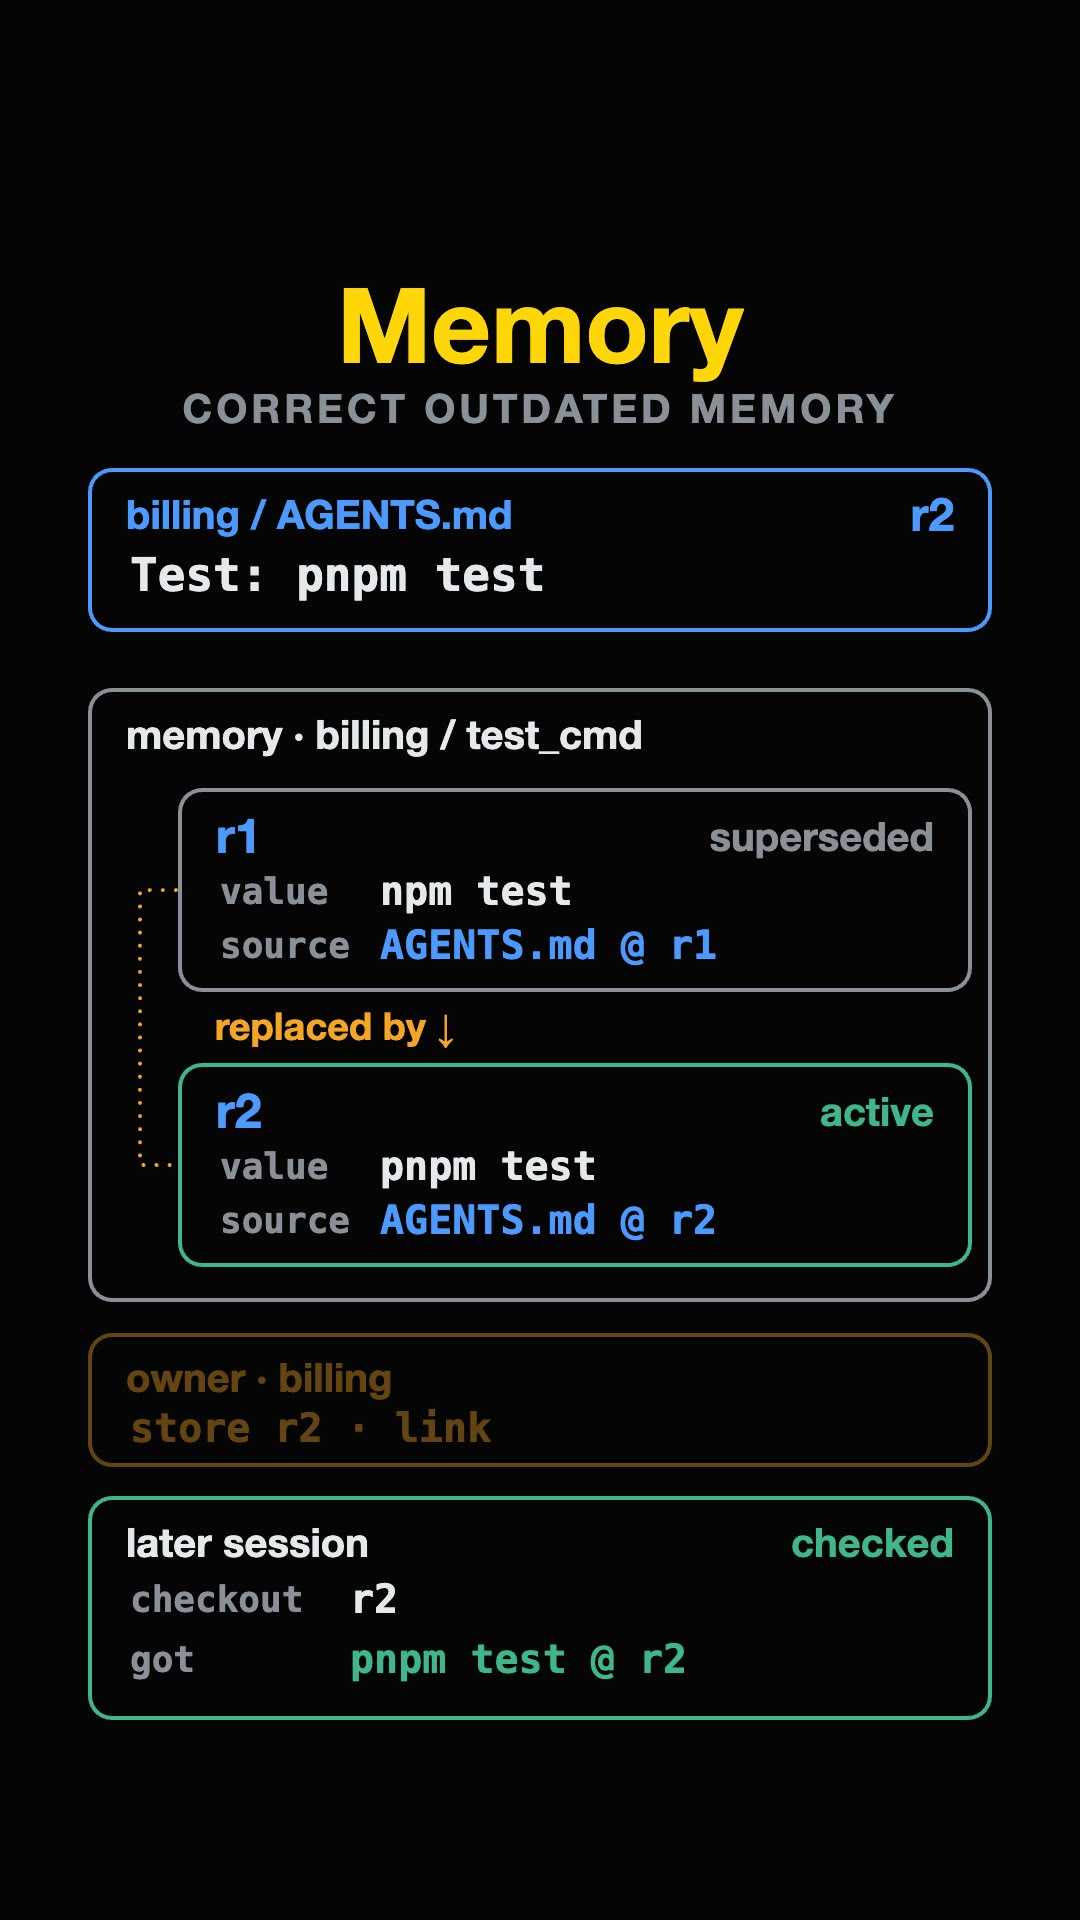 Memory
CORRECT OUTDATED MEMORY
billing / AGENTS.md r2
Test: pnpm test
memory · billing / test_cmd
r1 superseded
value npm test
source AGENTS.md @ r1
replaced by ↓
r2 active
value pnpm test
source AGENTS.md @ r2
owner · billing
store r2 · link
later session checked
checkout r2
got pnpm test @ r2